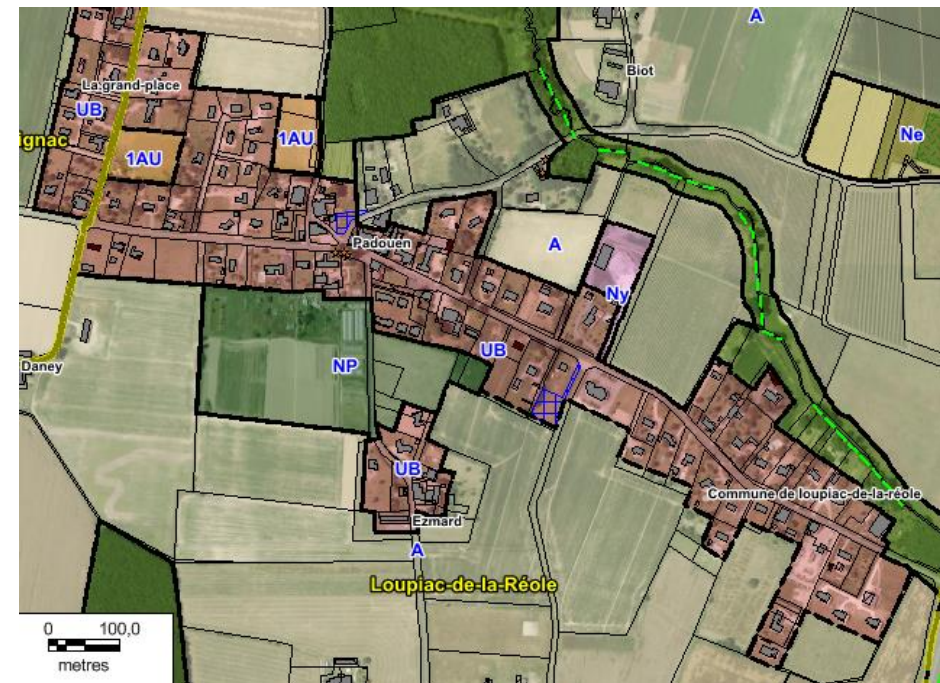 A
La grand-place
Biot
UB
1AU
Ne
ignac
1AU
Padouen
A
Ny
UB
Daney
NP
UB
Commune de loupiac-de-la-réole
Ezmard
A
Loupiac-de-la-Réole
0 100,0
metres